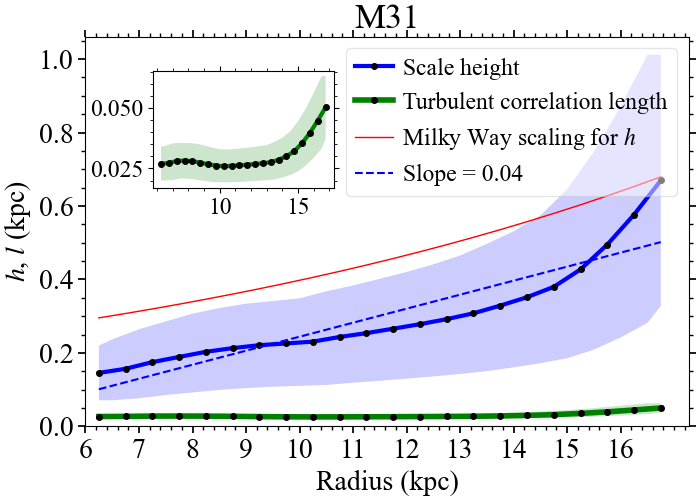 M31
Scale height
Turbulent correlation length
Milky Way scaling for h
Slope = 0.04
0.050
0.025
10 15
1.0
0.8
0.6
0.4
0.2
0.0
h, l (kpc)
6 7 8 9 10 11 12 13 14 15 16
Radius (kpc)